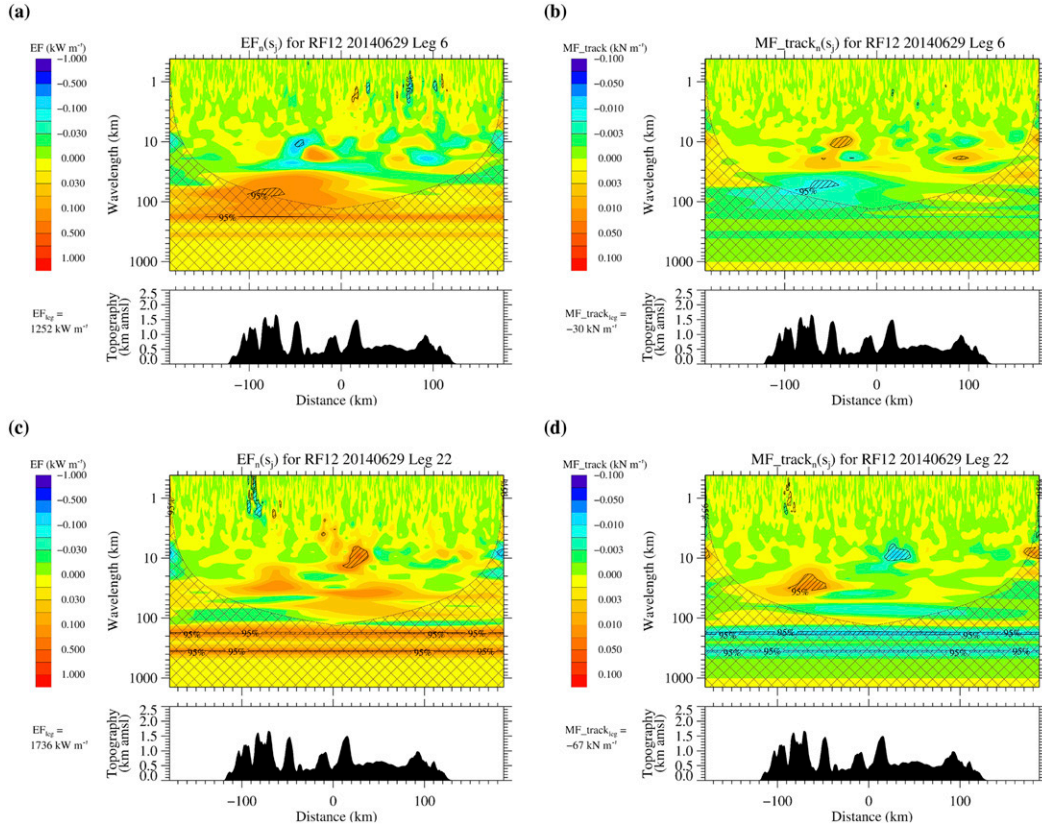 (a)
EF (kW m⁻¹)
EFₙ(sⱼ) for RF12 20140629 Leg 6
−1.000
−0.500
−0.100
−0.030
0.000
0.030
0.100
0.500
1.000
Wavelength (km)
1
10
100
1000
95%
95%
EF_leg =
1252 kW m⁻¹
Topography
(km amsl)
2.5
2.0
1.5
1.0
0.5
0.0
−100 0 100
Distance (km)
(b)
MF_track (kN m⁻¹)
MF_trackₙ(sⱼ) for RF12 20140629 Leg 6
−0.100
−0.050
−0.010
−0.003
0.000
0.003
0.010
0.050
0.100
Wavelength (km)
1
10
100
1000
95%
MF_track_leg =
−30 kN m⁻¹
Topography
(km amsl)
2.5
2.0
1.5
1.0
0.5
0.0
−100 0 100
Distance (km)
(c)
EF (kW m⁻¹)
EFₙ(sⱼ) for RF12 20140629 Leg 22
−1.000
−0.500
−0.100
−0.030
0.000
0.030
0.100
0.500
1.000
Wavelength (km)
1
10
100
1000
95% 95%
95% 95% 95% 95%
95% 95% 95% 95%
EF_leg =
1736 kW m⁻¹
Topography
(km amsl)
2.5
2.0
1.5
1.0
0.5
0.0
−100 0 100
Distance (km)
(d)
MF_track (kN m⁻¹)
MF_trackₙ(sⱼ) for RF12 20140629 Leg 22
−0.100
−0.050
−0.010
−0.003
0.000
0.003
0.010
0.050
0.100
Wavelength (km)
1
10
100
1000
95% 95%
95%
95% 95% 95% 95%
95% 95% 95% 95%
MF_track_leg =
−67 kN m⁻¹
Topography
(km amsl)
2.5
2.0
1.5
1.0
0.5
0.0
−100 0 100
Distance (km)